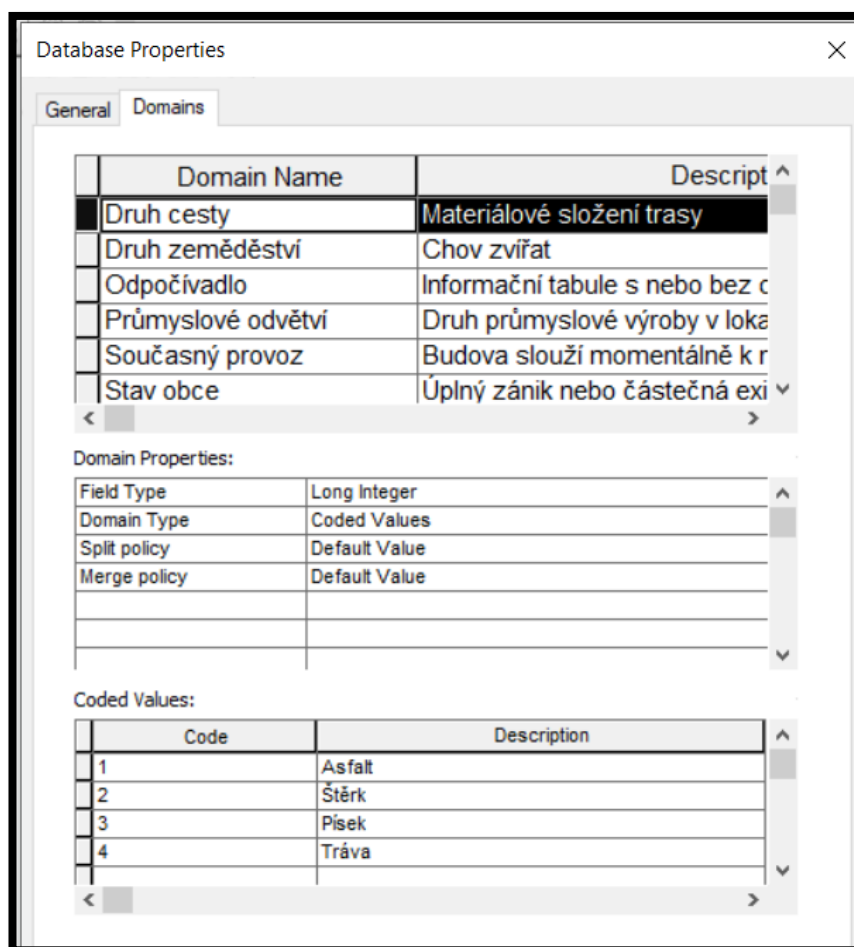 Database Properties
General Domains
Domain Name Descript
Druh cesty Materiálové složení trasy
Druh zeměděství Chov zvířat
Odpočívadlo Informační tabule s nebo bez
Průmyslové odvětví Druh průmyslové výroby v loka
Současný provoz Budova slouží momentálně k
Stav obce Úplný zánik nebo částečná exi
Domain Properties:
Field Type Long Integer
Domain Type Coded Values
Split policy Default Value
Merge policy Default Value
Coded Values:
Code Description
1 Asfalt
2 Štěrk
3 Písek
4 Tráva